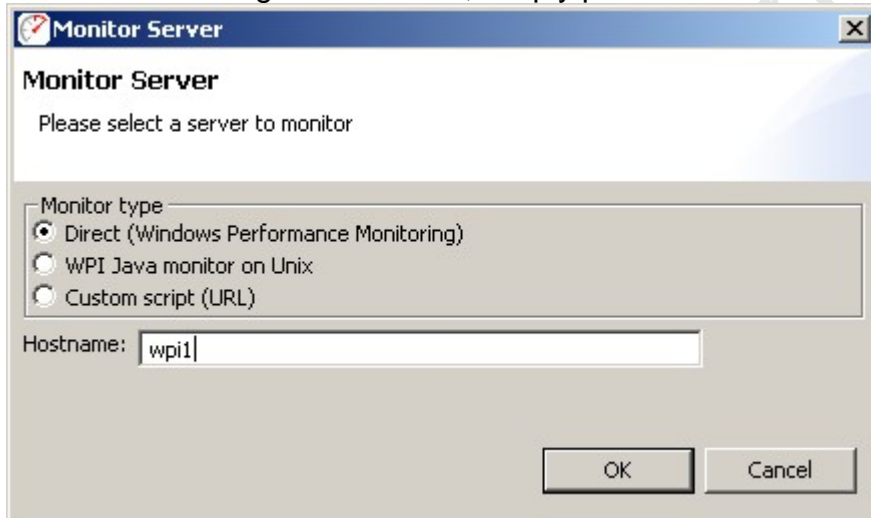 Monitor Server
Monitor Server
Please select a server to monitor
Monitor type
Direct (Windows Performance Monitoring)
WPI Java monitor on Unix
Custom script (URL)
Hostname: wpi1
OK Cancel